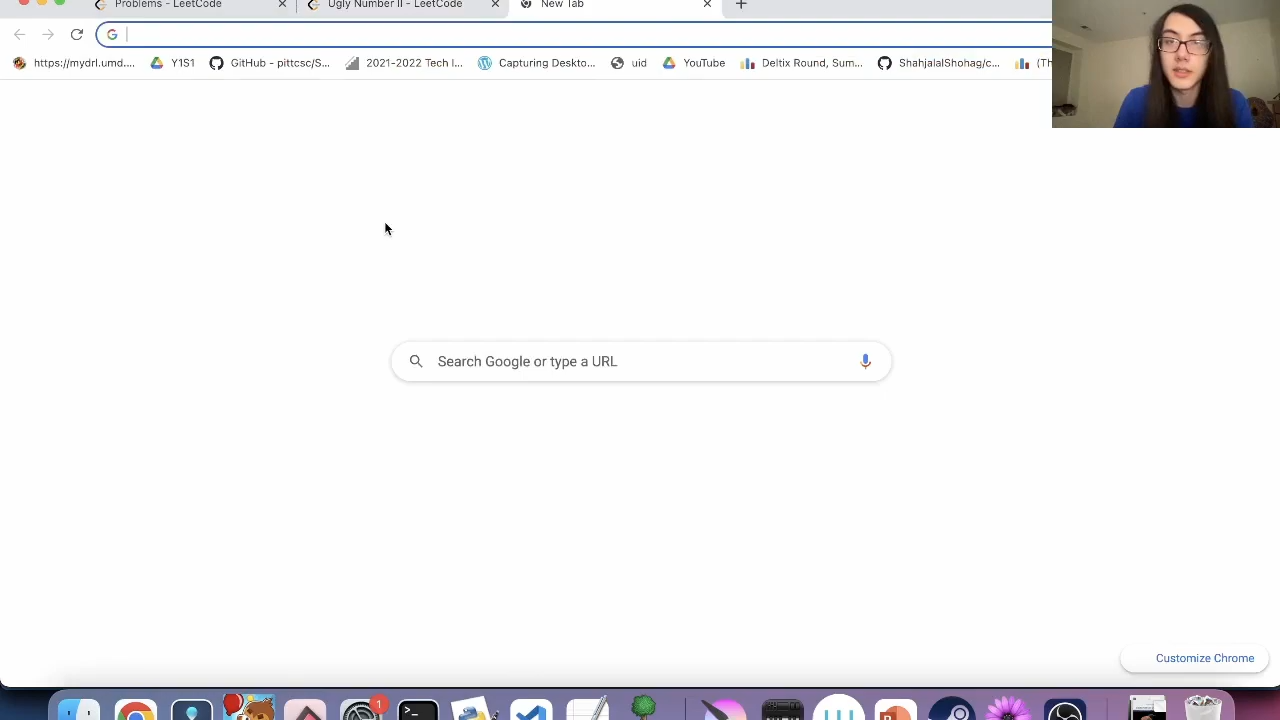 Problems - LeetCode
Ugly Number II - LeetCode
New Tab
https://mydrl.umd....
Y1S1
GitHub - pittcsc/S...
2021-2022 Tech I...
Capturing Deskto...
uid
YouTube
Deltix Round, Sum...
ShahjalalShohag/c...
(Th
Search Google or type a URL
Customize Chrome
1